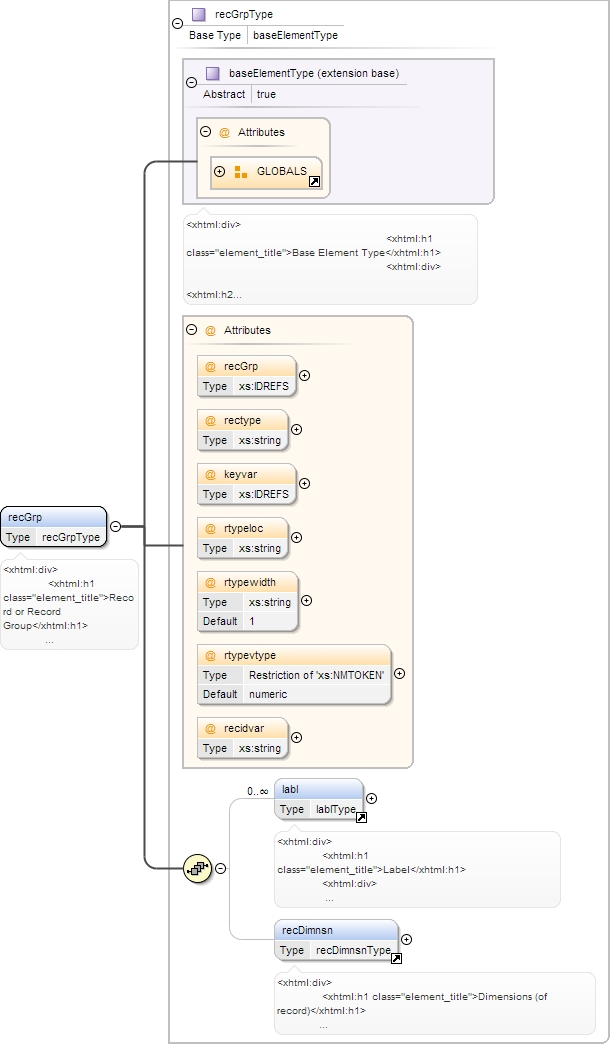 recGrpType
Base Type baseElementType
baseElementType (extension base)
Abstract true
@ Attributes
GLOBALS
<xhtml:div>
<xhtml:h1
class="element_title">Base Element Type</xhtml:h1>
<xhtml:div>
<xhtml:h2...
@ Attributes
@ recGrp
Type xs:IDREFS
@ rectype
Type xs:string
@ keyvar
Type xs:IDREFS
@ rtypeloc
Type xs:string
@ rtypewidth
Type xs:string
Default 1
@ rtypevtype
Type Restriction of 'xs:NMTOKEN'
Default numeric
@ recidvar
Type xs:string
recGrp
Type recGrpType
<xhtml:div>
<xhtml:h1
class="element_title">Reco
rd or Record
Group</xhtml:h1>
...
0..∞
labl
Type lablType
<xhtml:div>
<xhtml:h1
class="element_title">Label</xhtml:h1>
<xhtml:div>
...
recDimnsn
Type recDimnsnType
<xhtml:div>
<xhtml:h1 class="element_title">Dimensions (of
record)</xhtml:h1>
...